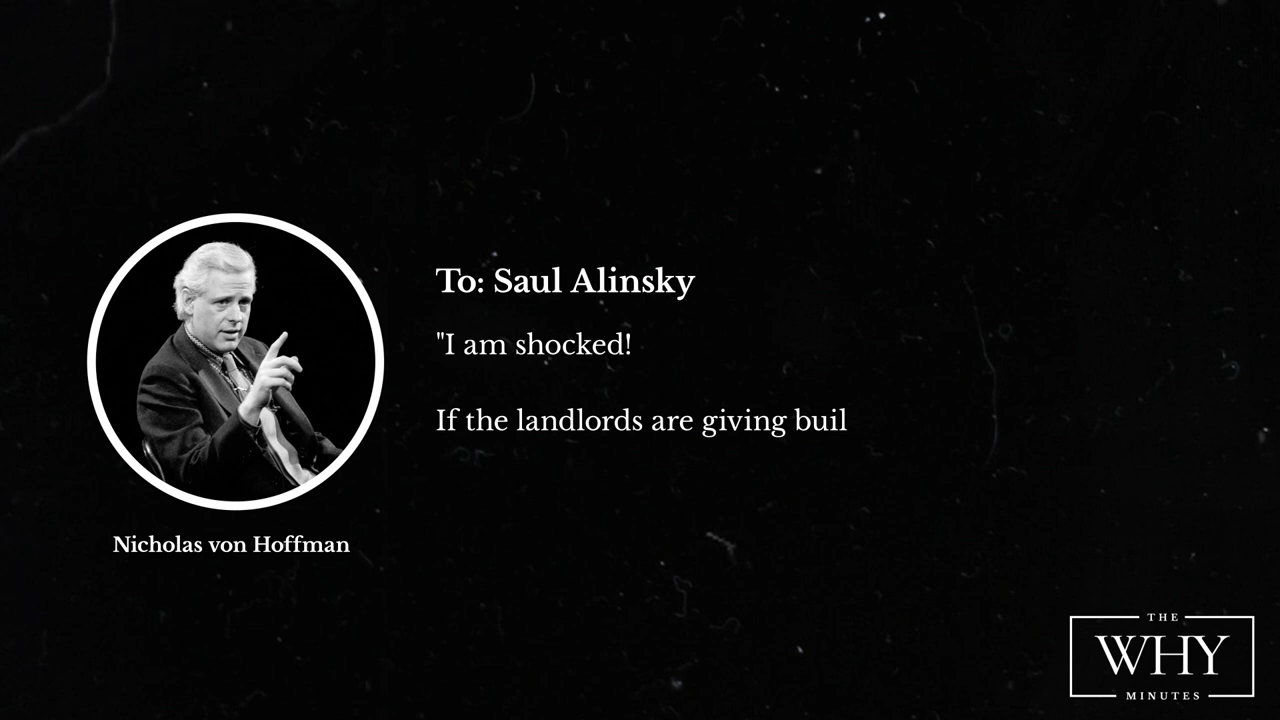 To: Saul Alinsky
"I am shocked!
If the landlords are giving buil
Nicholas von Hoffman
THE
WHY
MINUTES